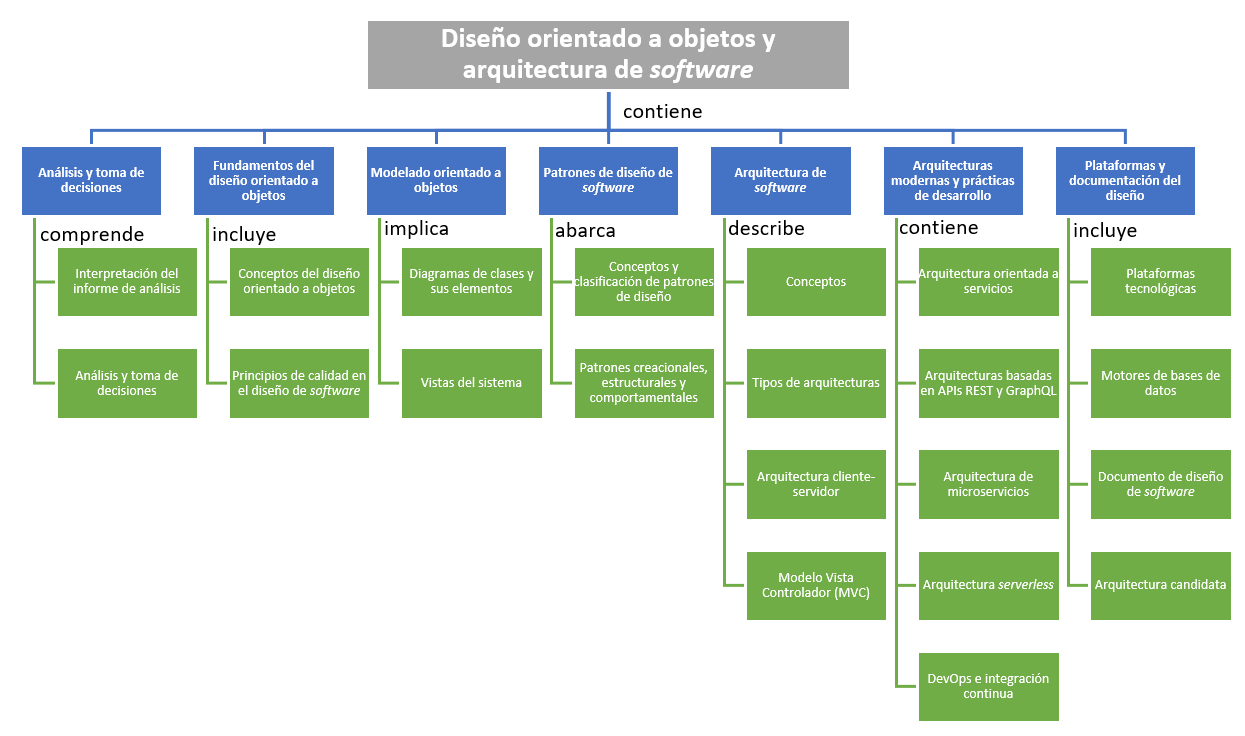 Diseño orientado a objetos y
arquitectura de software
contiene
Análisis y toma de
decisiones
Fundamentos del
diseño orientado a
objetos
Modelado orientado a
objetos
Patrones de diseño de
software
Arquitectura de
software
Arquitecturas
modernas y prácticas
de desarrollo
Plataformas y
documentación del
diseño
comprende
incluye
implica
abarca
describe
contiene
incluye
Interpretación del
informe de análisis
Conceptos del diseño
orientado a objetos
Diagramas de clases y
sus elementos
Conceptos y
clasificación de patrones
de diseño
Conceptos
Arquitectura orientada a
servicios
Plataformas
tecnológicas
Análisis y toma de
decisiones
Principios de calidad en
el diseño de software
Vistas del sistema
Patrones creacionales,
estructurales y
comportamentales
Tipos de arquitecturas
Arquitecturas basadas
en APIs REST y GraphQL
Motores de bases de
datos
Arquitectura cliente-
servidor
Arquitectura de
microservicios
Documento de diseño
de software
Modelo Vista
Controlador (MVC)
Arquitectura serverless
Arquitectura candidata
DevOps e integración
continua